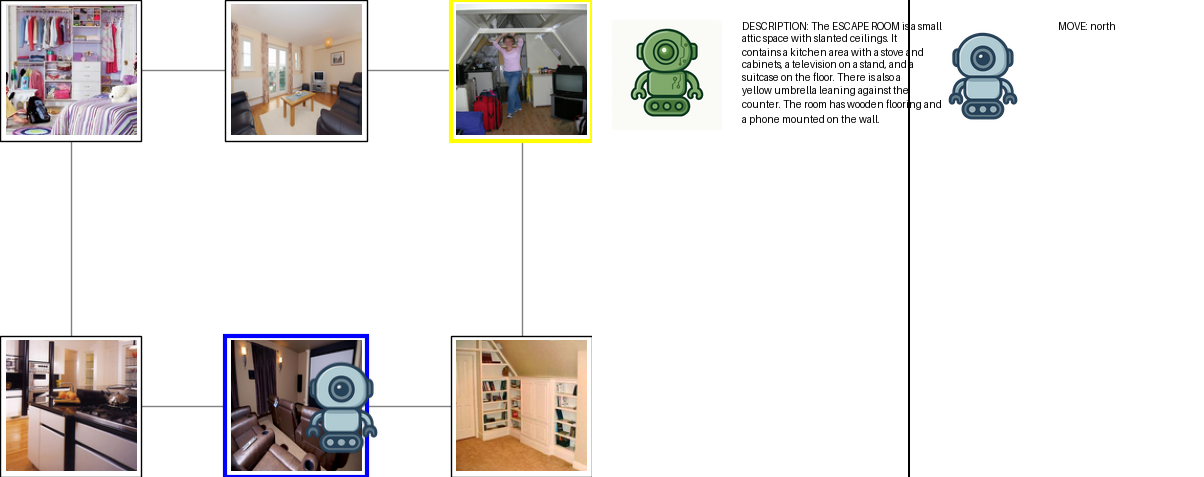 DESCRIPTION: The ESCAPE ROOM is a small
attic space with slanted ceilings. It
contains a kitchen area with a stove and
cabinets, a television on a stand, and a
suitcase on the floor. There is also a
yellow umbrella leaning against the
counter. The room has wooden flooring and
a phone mounted on the wall.
MOVE: north